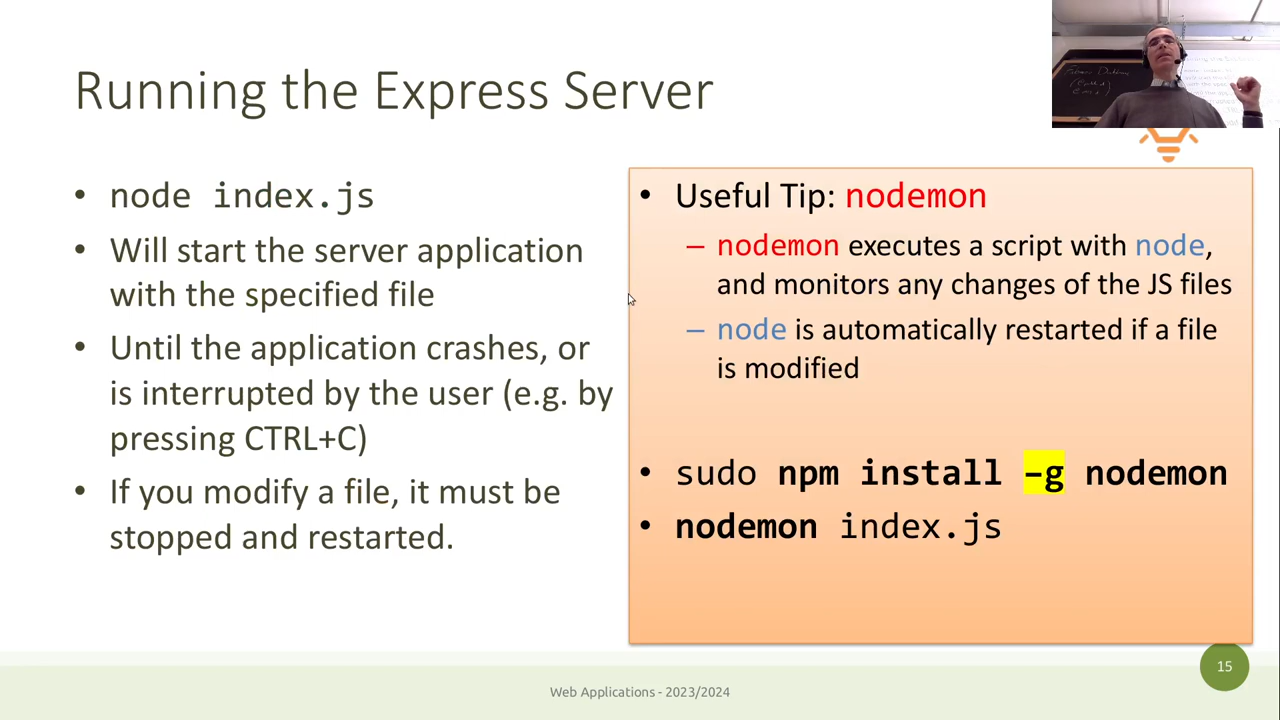 Running the Express Server
• node index.js
• Will start the server application
with the specified file
• Until the application crashes, or
is interrupted by the user (e.g. by
pressing CTRL+C)
• If you modify a file, it must be
stopped and restarted.
• Useful Tip: nodemon
– nodemon executes a script with node,
and monitors any changes of the JS files
– node is automatically restarted if a file
is modified
• sudo npm install –g nodemon
• nodemon index.js
Web Applications - 2023/2024
15